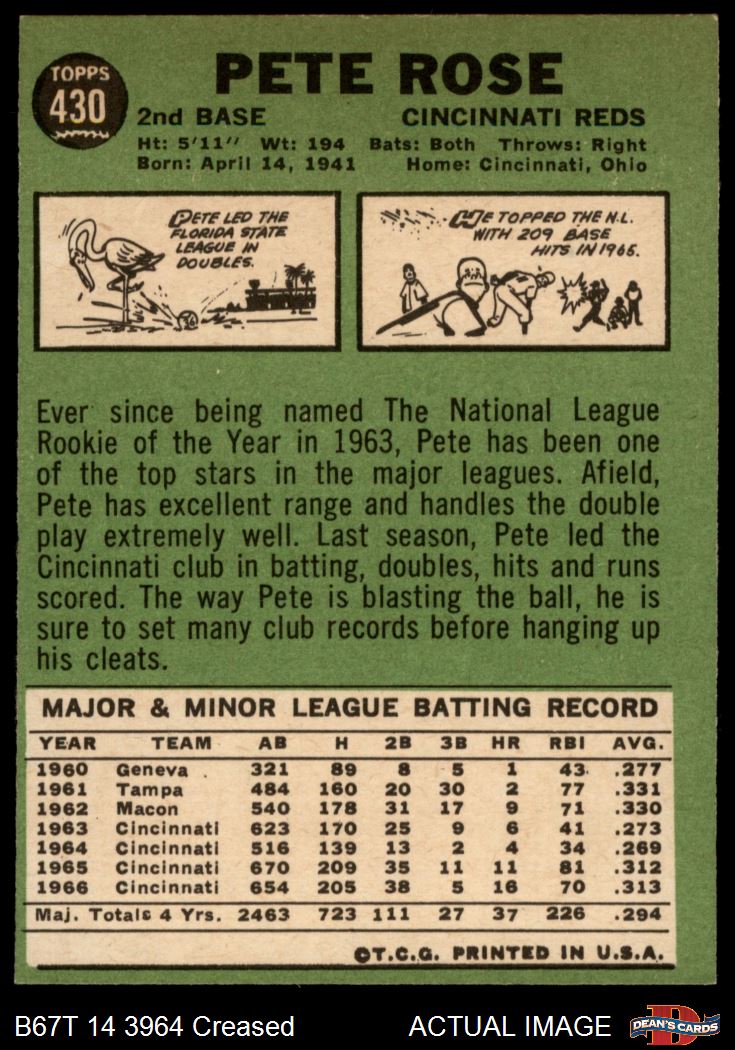 TOPPS
430
PETE ROSE
2nd BASE CINCINNATI REDS
Ht: 5'11" Wt: 194 Bats: Both Throws: Right
Born: April 14, 1941 Home: Cincinnati, Ohio
PETE LED THE
FLORIDA STATE
LEAGUE IN
DOUBLES.
HE TOPPED THE N.L.
WITH 209 BASE
HITS IN 1965.
Ever since being named The National League
Rookie of the Year in 1963, Pete has been one
of the top stars in the major leagues. Afield,
Pete has excellent range and handles the double
play extremely well. Last season, Pete led the
Cincinnati club in batting, doubles, hits and runs
scored. The way Pete is blasting the ball, he is
sure to set many club records before hanging up
his cleats.
MAJOR & MINOR LEAGUE BATTING RECORD
YEAR TEAM AB H 2B 3B HR RBI AVG.
1960 Geneva 321 89 8 5 1 43 .277
1961 Tampa 484 160 20 30 2 77 .331
1962 Macon 540 178 31 17 9 71 .330
1963 Cincinnati 623 170 25 9 6 41 .273
1964 Cincinnati 516 139 13 2 4 34 .269
1965 Cincinnati 670 209 35 11 11 81 .312
1966 Cincinnati 654 205 38 5 16 70 .313
Maj. Totals 4 Yrs. 2463 723 111 27 37 226 .294
©T.C.G. PRINTED IN U.S.A.
B67T 14 3964 Creased ACTUAL IMAGE
DEAN'S CARDS